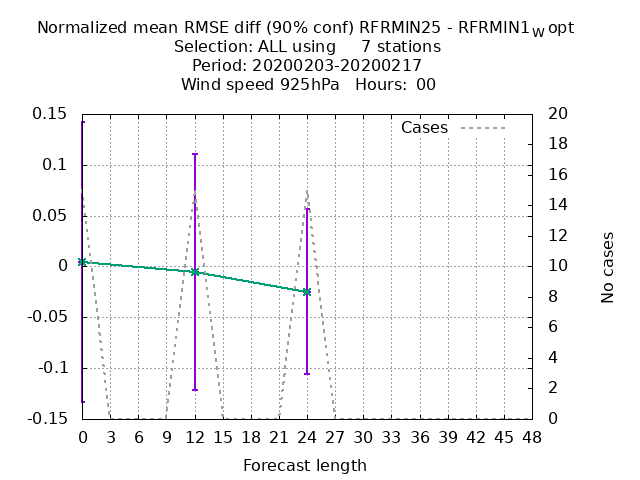 Normalized mean RMSE diff (90% conf) RFRMIN25 - RFRMIN1w opt
Selection: ALL using 7 stations
Period: 20200203-20200217
Wind speed 925hPa Hours: 00
Cases
0.15
0.1
0.05
0
-0.05
-0.1
-0.15
20
18
16
14
12
10
8
6
4
2
0
No cases
0 3 6 9 12 15 18 21 24 27 30 33 36 39 42 45 48
Forecast length